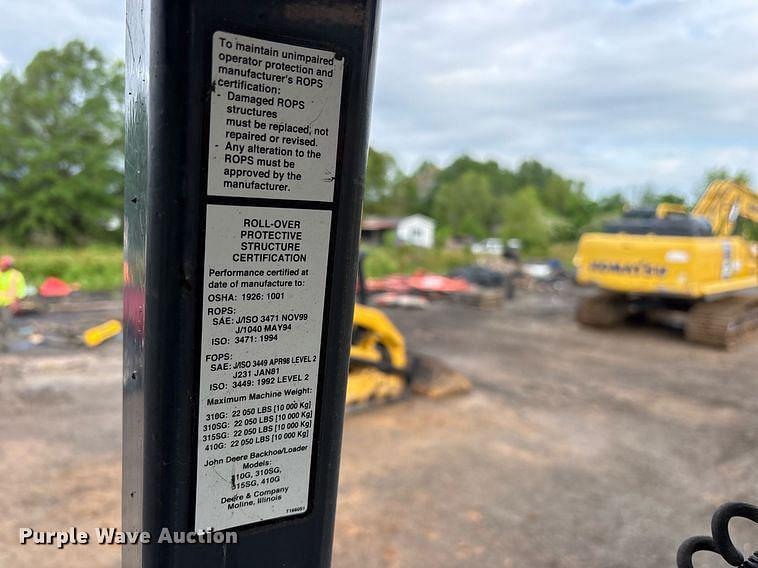 To maintain unimpaired
operator protection and
manufacturer's ROPS
certification:
- Damaged ROPS
structures
must be replaced, not
repaired or revised.
- Any alteration to the
ROPS must be
approved by the
manufacturer.
ROLL-OVER
PROTECTIVE
STRUCTURE
CERTIFICATION
Performance certified at
date of manufacture to:
OSHA: 1926: 1001
ROPS:
SAE: J/ISO 3471 NOV99
J/1040 MAY94
ISO: 3471: 1994
FOPS:
SAE: J/ISO 3449 APR98 LEVEL 2
J231 JAN81
ISO: 3449: 1992 LEVEL 2
Maximum Machine Weight:
310G: 22 050 LBS [10 000 Kg]
310SG: 22 050 LBS [10 000 Kg]
315SG: 22 050 LBS [10 000 Kg]
410G: 22 050 LBS [10 000 Kg]
John Deere Backhoe/Loader
Models:
310G, 310SG,
315SG, 410G
Deere & Company
Moline, Illinois
KOMATSU
Purple Wave Auction